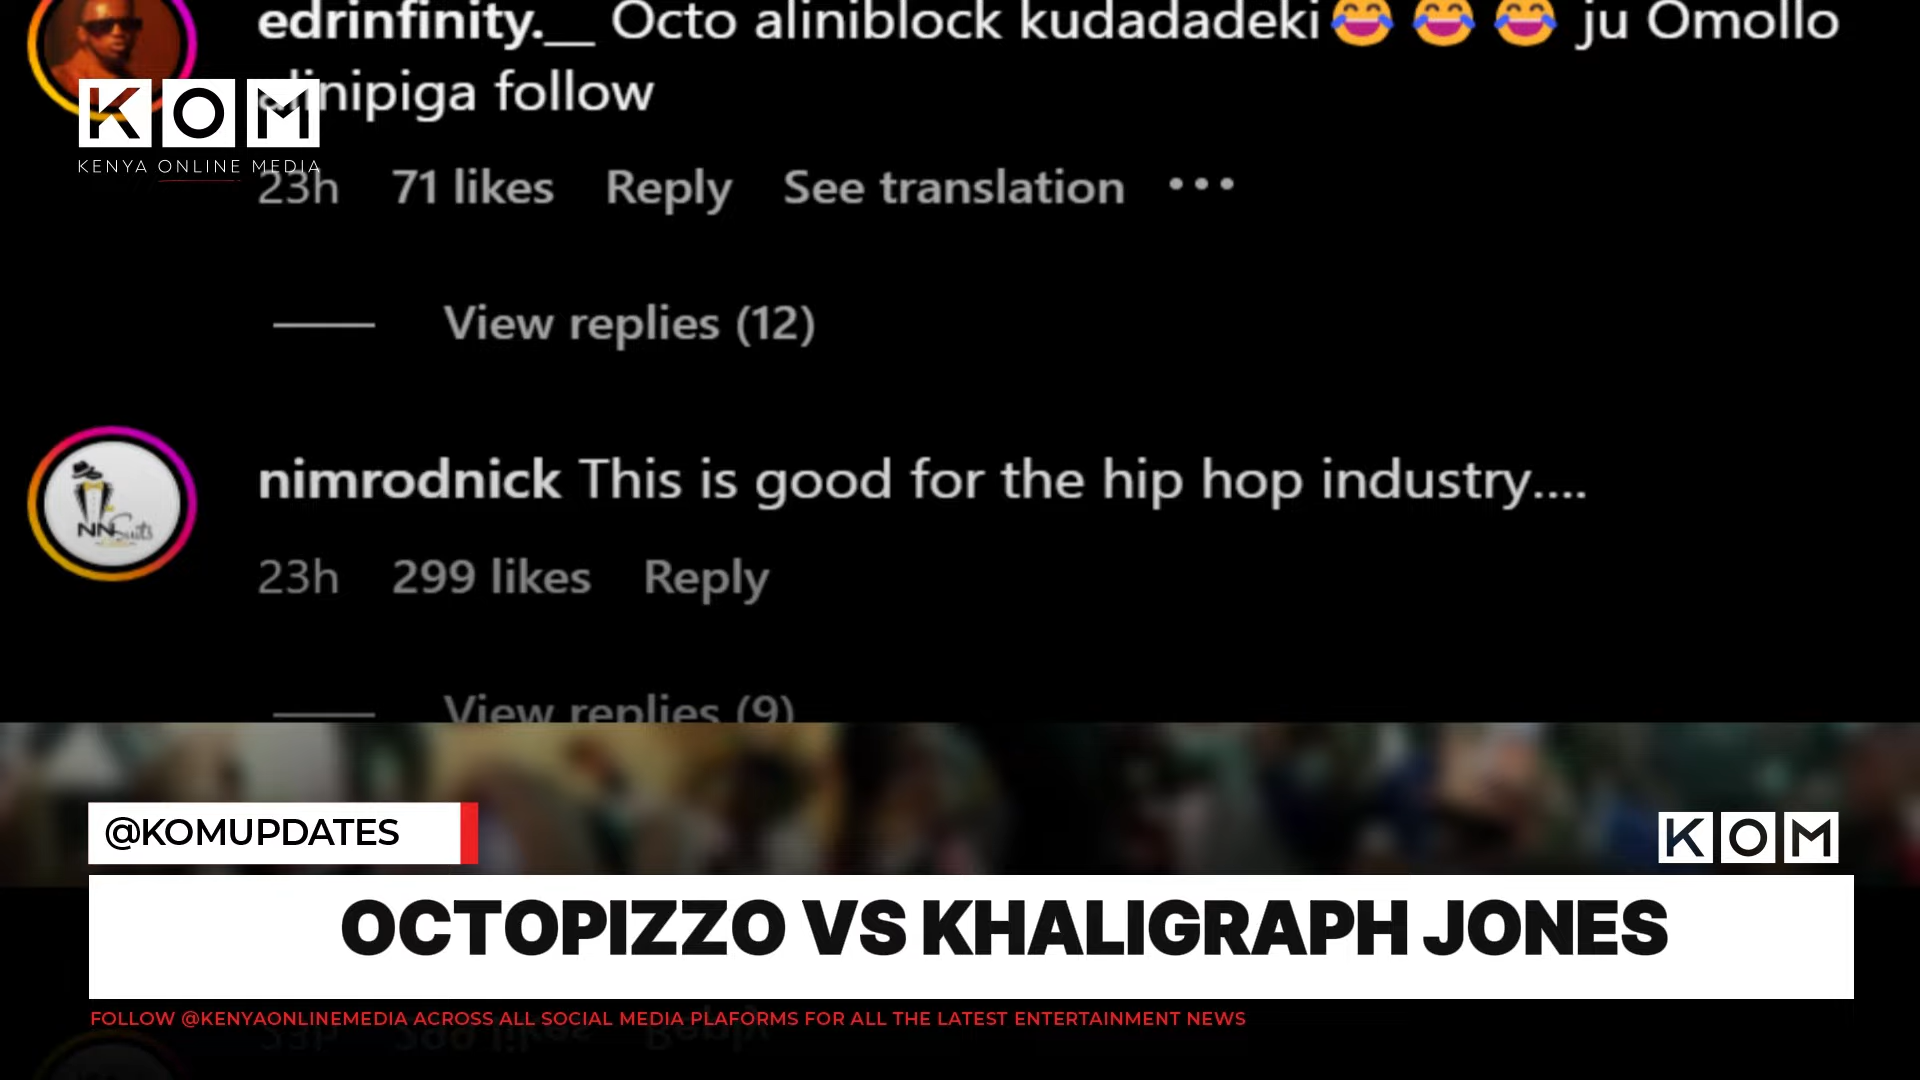 edrinfinity.__ Octo aliniblock kudadadeki😂😂😂 ju Omollo
alinipiga follow
KOM
KENYA ONLINE MEDIA
23h 71 likes Reply See translation •••
View replies (12)
nimrodnick This is good for the hip hop industry....
NN Suits
23h 299 likes Reply
View replies (9)
@KOMUPDATES
KOM
OCTOPIZZO VS KHALIGRAPH JONES
FOLLOW @KENYAONLINEMEDIA ACROSS ALL SOCIAL MEDIA PLAFORMS FOR ALL THE LATEST ENTERTAINMENT NEWS